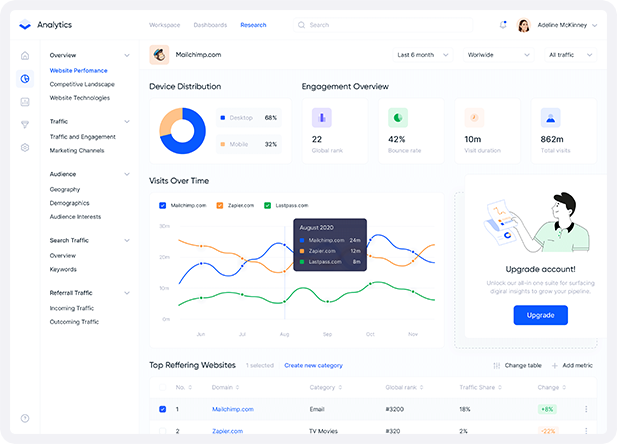 Analytics
Workspace Dashboards Research
Search
Adeline McKinney
Overview
Website Perfomance
Competitive Landscape
Website Technologies
Traffic
Traffic and Engagement
Marketing Channels
Audience
Geography
Demographics
Audience Interests
Search Traffic
Overview
Keywords
Referrall Traffic
Incoming Traffic
Outcoming Traffic
Mailchimp.com
Last 6 month
Worlwide
All traffic
Device Distribution
Desktop 68%
Mobile 32%
Engagement Overview
22
Global rank
42%
Bounce rate
10m
Visit duration
862m
Total visits
Visits Over Time
Mailchimp.com Zapier.com Lastpass.com
30m
20m
10m
0m
Jun Jul Aug Sep Oct Nov
August 2020
Mailchimp.com 24m
Zapier.com 12m
Lastpass.com 8m
Upgrade account!
Unlock our all-in one suite for surfacing
digital insights to grow your pipeline.
Upgrade
Top Reffering Websites 1 selected Create new category
Change table Add metric
No. Domain Category Global rank Traffic Share Change
1 Mailchimp.com Email #3200 18% +8%
2 Zapier.com TV Movies #320 2% -22%